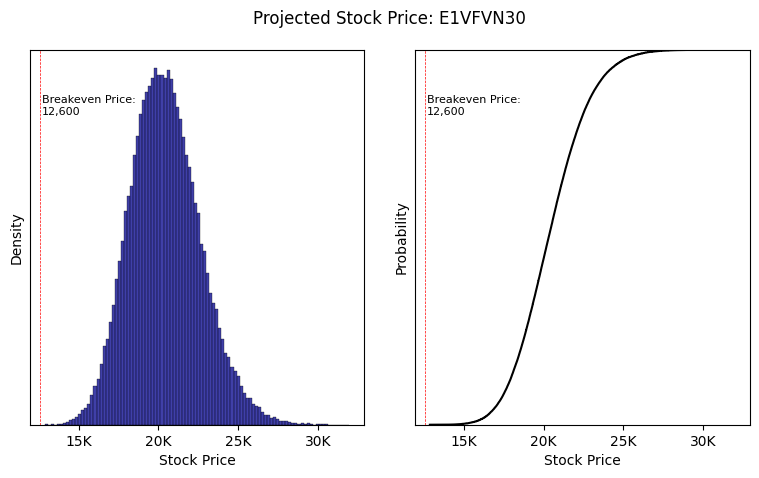 Projected Stock Price: E1VFVN30
Breakeven Price:
12,600
Density
15K 20K 25K 30K
Stock Price
Breakeven Price:
12,600
Probability
15K 20K 25K 30K
Stock Price